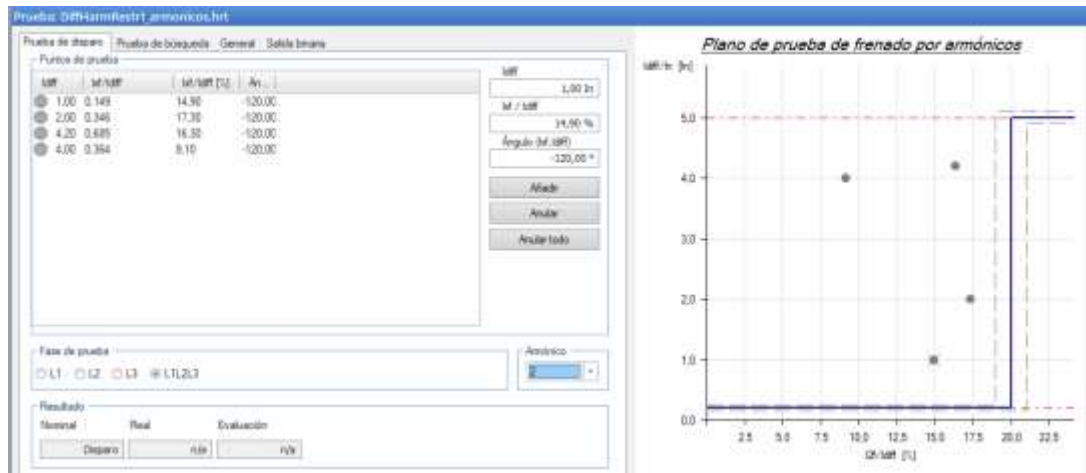 Prueba: DiffHarmRestrt_armonicos.hrt
Prueba de disparo Prueba de búsqueda General Salida binaria
Puntos de prueba
Idiff Ixf/Idiff Ixf/Idiff [%] Án...
1.00 0.149 14.90 -120.00
2.00 0.346 17.30 -120.00
4.20 0.685 16.30 -120.00
4.00 0.364 9.10 -120.00
Idiff
1,00 In
Ixf / Idiff
14,90 %
Ángulo (Ixf,Idiff)
-120,00 °
Añadir
Anular
Anular todo
Fase de prueba
L1 L2 L3 L1L2L3
Armónico
2
Resultado
Nominal Real Evaluación
Disparo n/a n/a
Plano de prueba de frenado por armónicos
Idiff/In [In]
5.0
4.0
3.0
2.0
1.0
0.0
2.5 5.0 7.5 10.0 12.5 15.0 17.5 20.0 22.5
Ixf/Idiff [%]